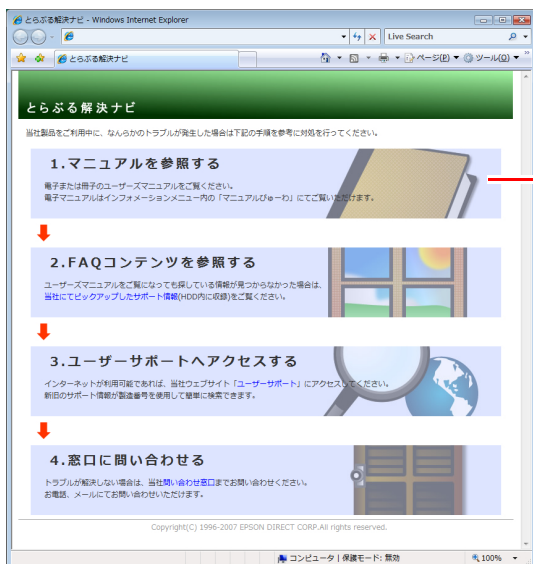 とらぶる解決ナビ - Windows Internet Explorer
Live Search
とらぶる解決ナビ
ページ(P)
ツール(O)
とらぶる解決ナビ
当社製品をご利用中に、なんらかのトラブルが発生した場合は下記の手順を参考に対処を行ってください。
1.マニュアルを参照する
電子または冊子のユーザーズマニュアルをご覧ください。
電子マニュアルはインフォメーションメニュー内の「マニュアルびゅーわ」にてご覧いただけます。
2.FAQコンテンツを参照する
ユーザーズマニュアルをご覧になっても探している情報が見つからなかった場合は、
当社にてピックアップしたサポート情報(HDD内に収録)をご覧ください。
3.ユーザーサポートへアクセスする
インターネットが利用可能であれば、当社ウェブサイト「ユーザーサポート」にアクセスしてください。
新旧のサポート情報が製造番号を使用して簡単に検索できます。
4.窓口に問い合わせる
トラブルが解決しない場合は、当社問い合わせ窓口までお問い合わせください。
お電話、メールにてお問い合わせいただけます。
Copyright(C) 1996-2007 EPSON DIRECT CORP.All rights reserved.
コンピュータ | 保護モード: 無効
100%